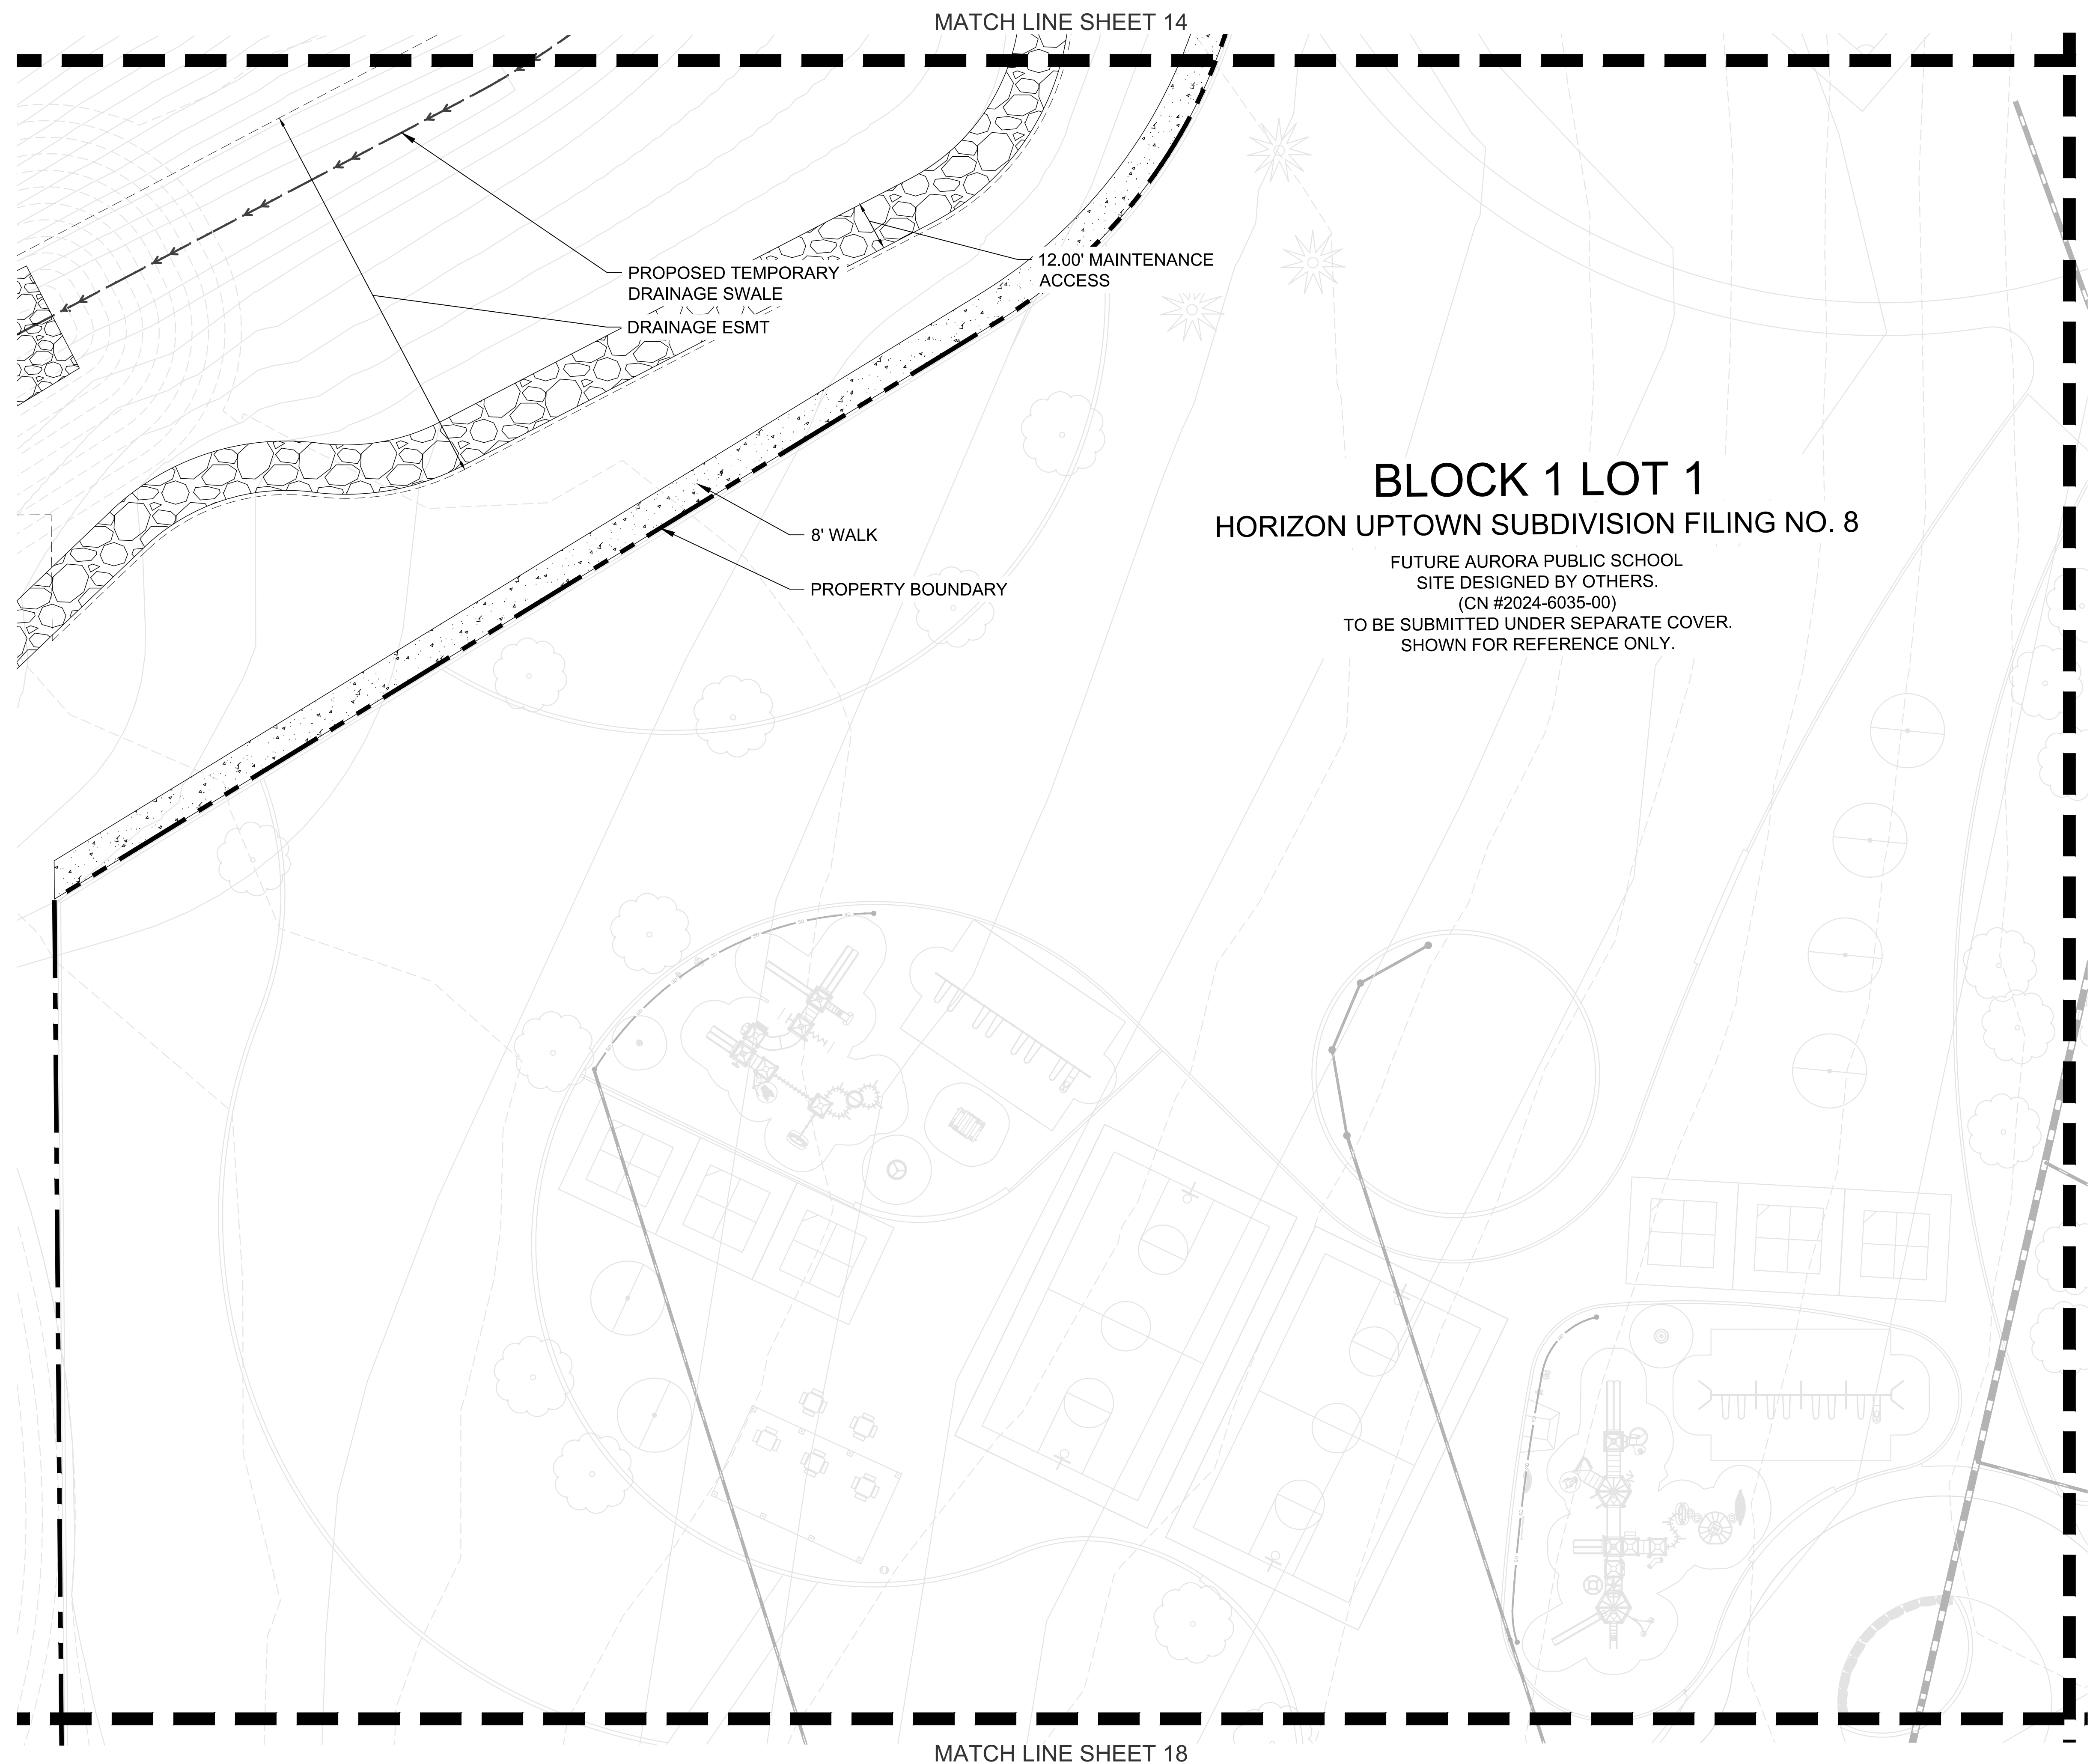 MATCH LINE SHEET 14
PROPOSED TEMPORARY
DRAINAGE SWALE
DRAINAGE ESMT
12.00' MAINTENANCE
ACCESS
8' WALK
PROPERTY BOUNDARY
BLOCK 1 LOT 1
HORIZON UPTOWN SUBDIVISION FILING NO. 8
FUTURE AURORA PUBLIC SCHOOL
SITE DESIGNED BY OTHERS.
(CN #2024-6035-00)
TO BE SUBMITTED UNDER SEPARATE COVER.
SHOWN FOR REFERENCE ONLY.
MATCH LINE SHEET 18